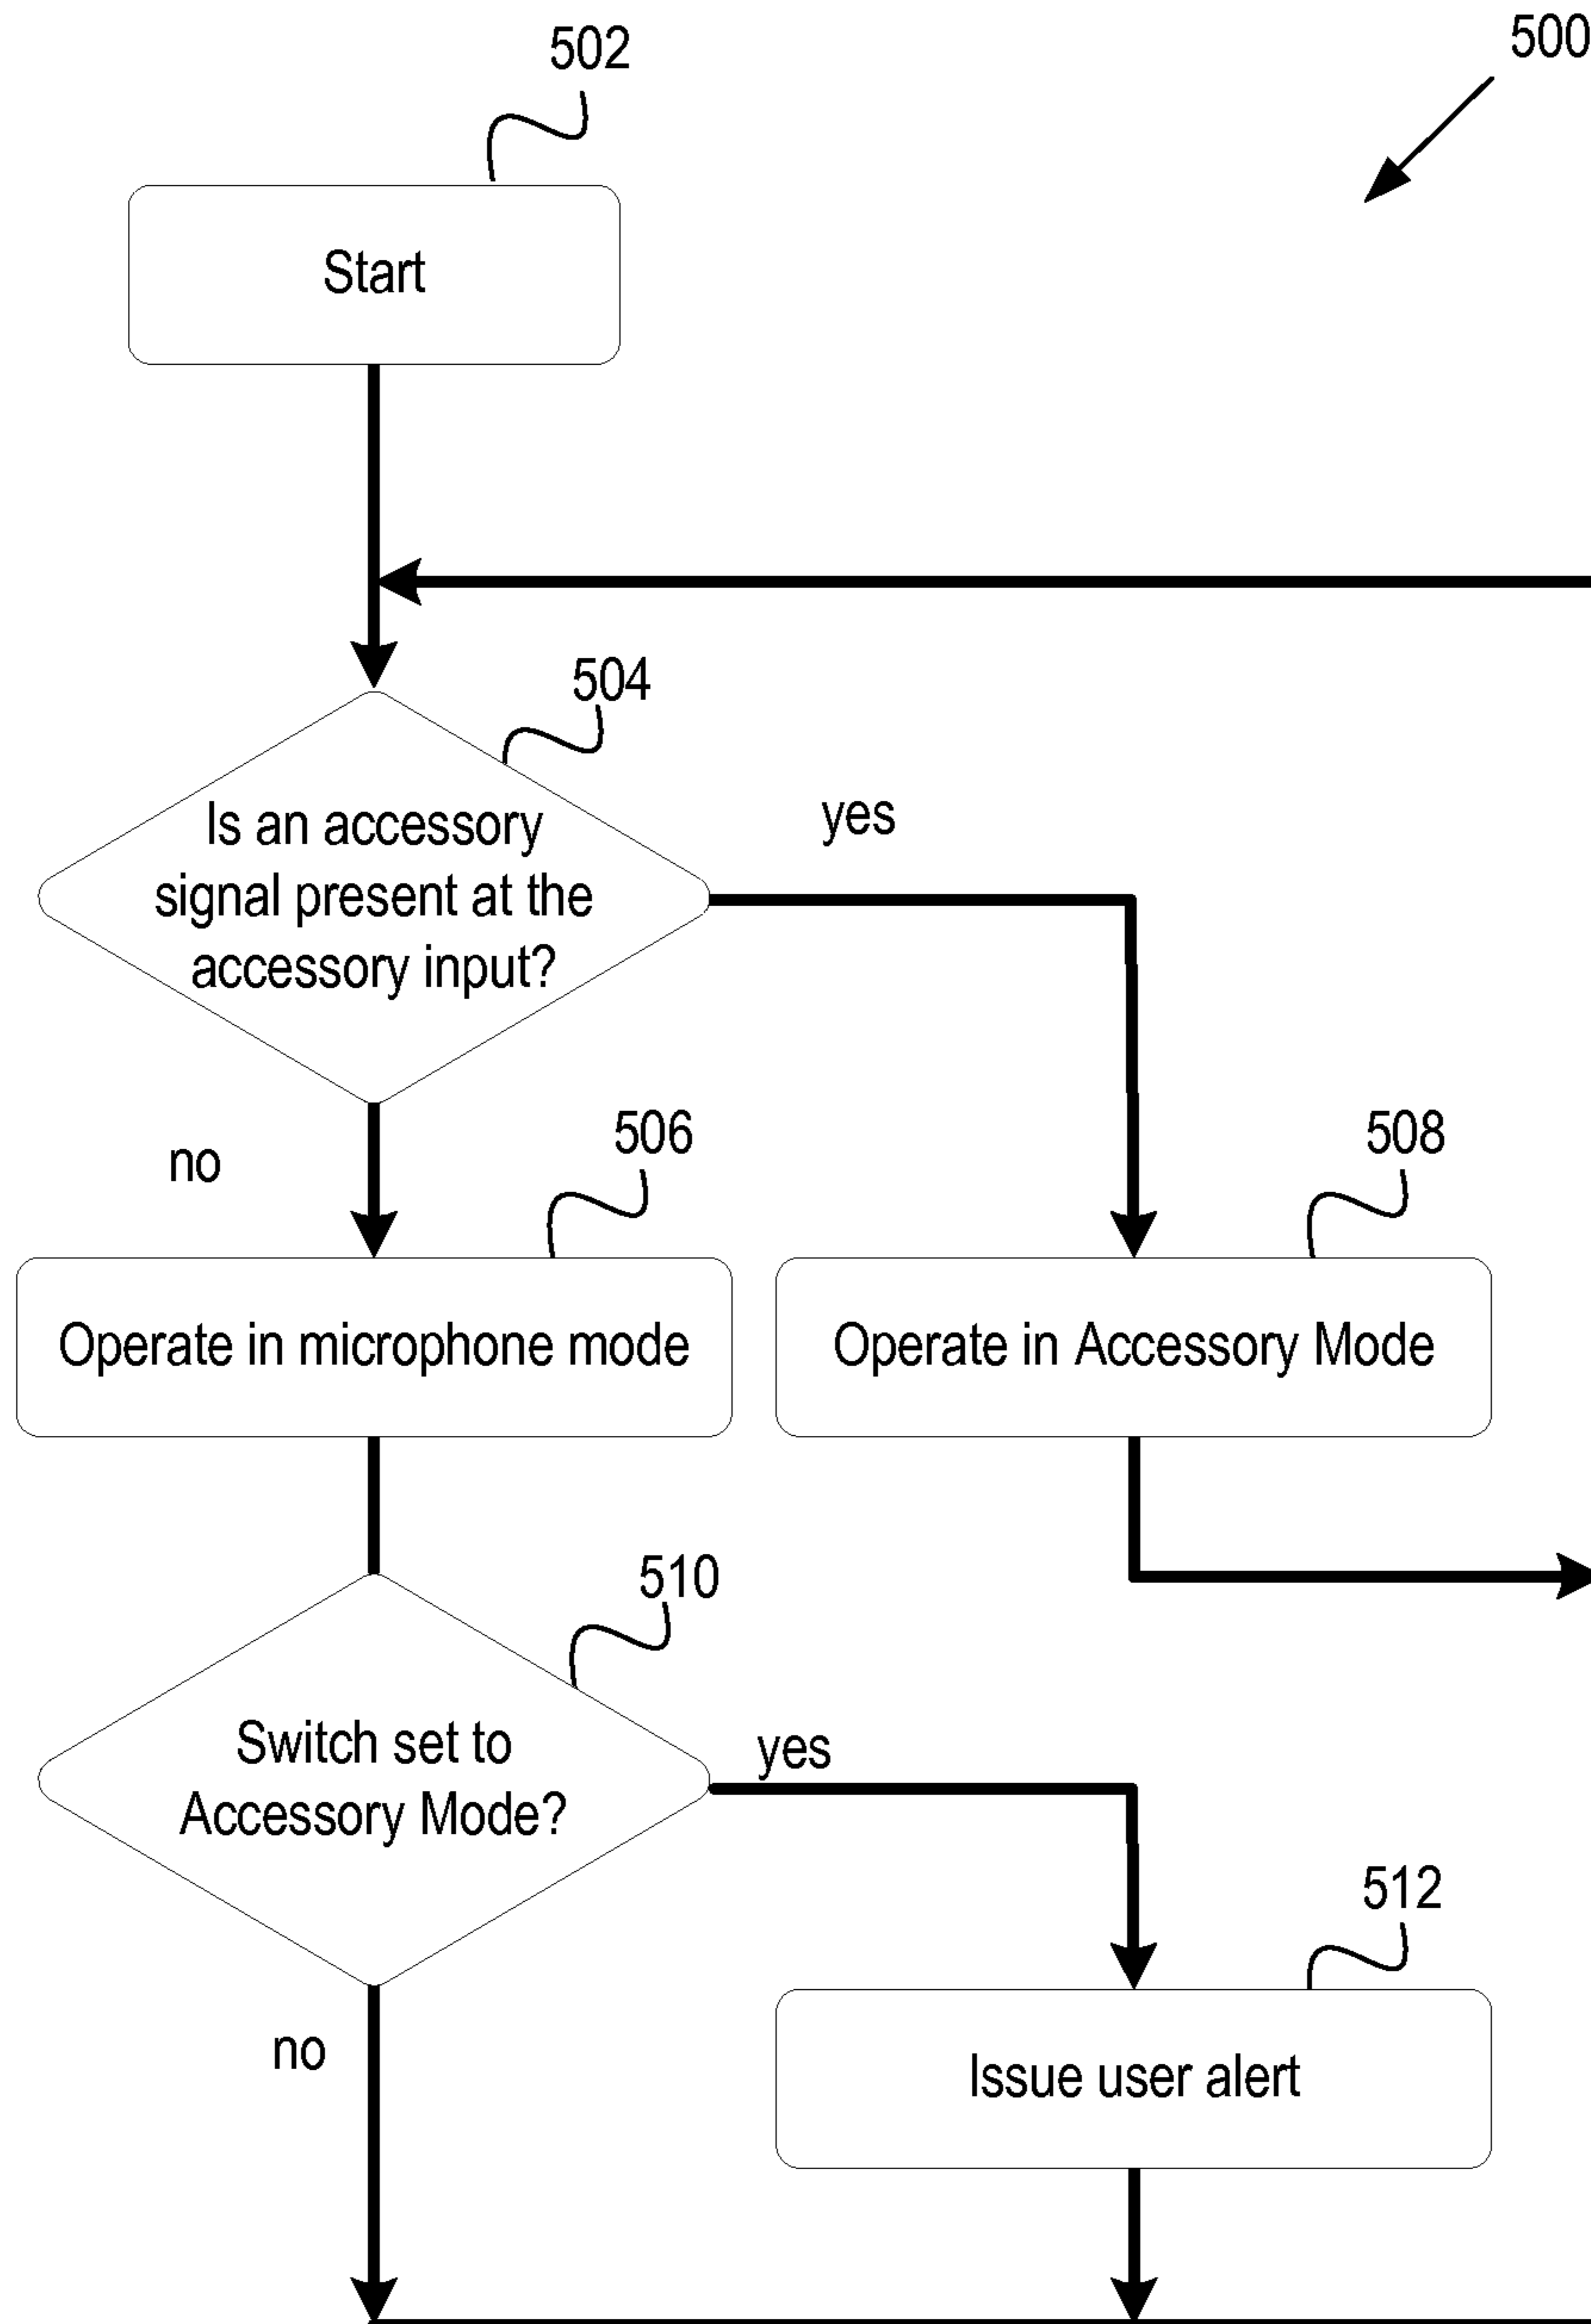 500
502
Start
504
Is an accessory
signal present at the
accessory input?
yes
no
506
508
Operate in microphone mode
Operate in Accessory Mode
510
Switch set to
Accessory Mode?
yes
512
no
Issue user alert